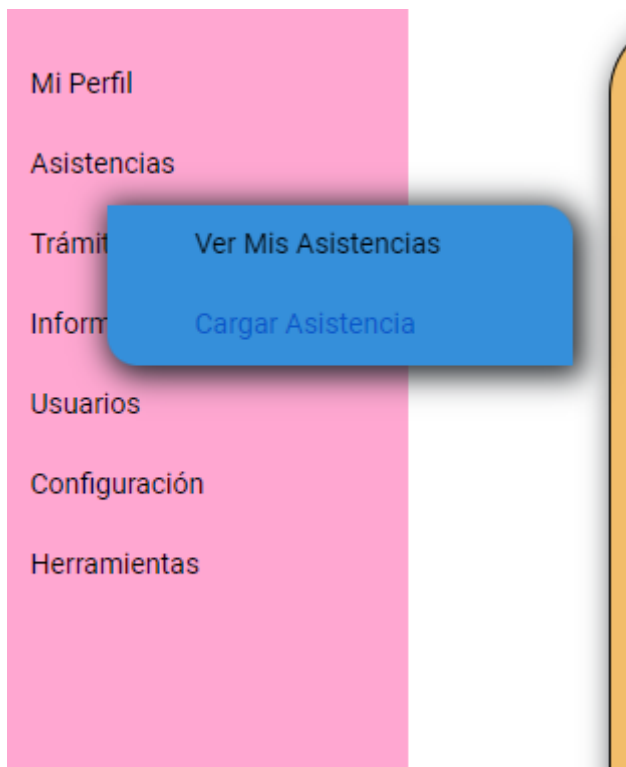 Mi Perfil
Asistencias
Trámit
Ver Mis Asistencias
Inform
Cargar Asistencia
Usuarios
Configuración
Herramientas